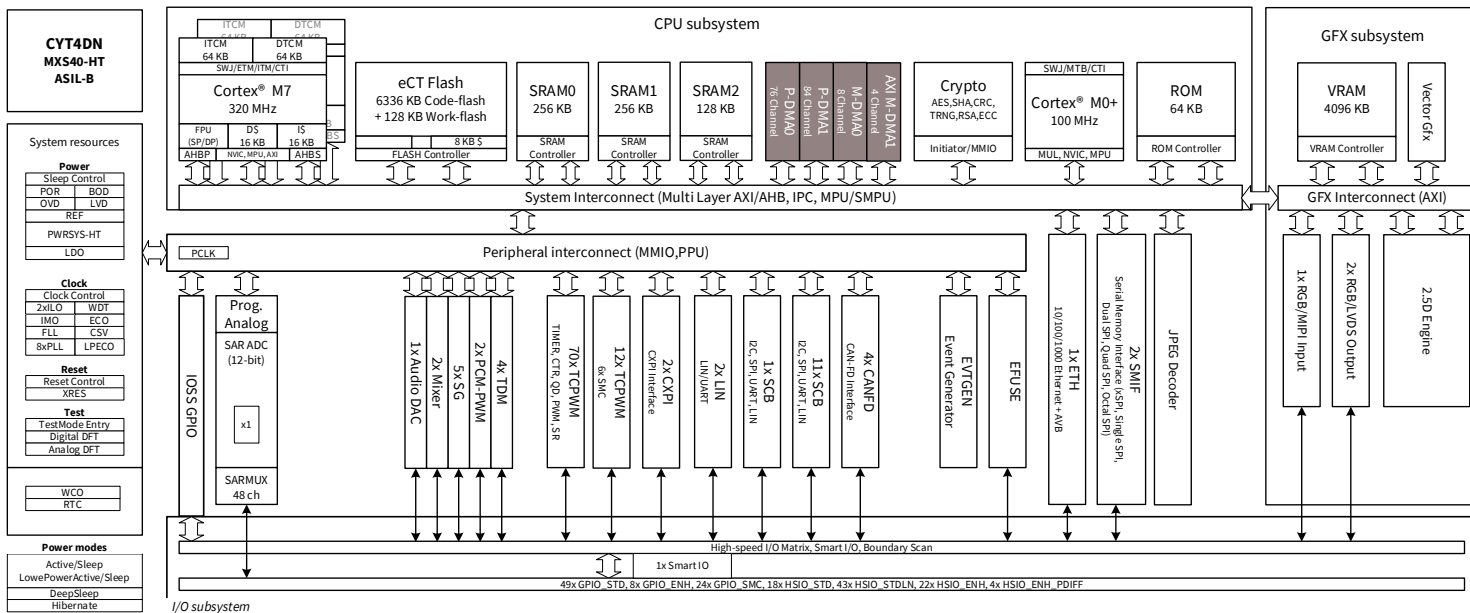 CYT4DN
MXS40-HT
ASIL-B
System resources
Power
Sleep Control
POR BOD
OVD LVD
REF
PWRSYS-HT
LDO
Clock
Clock Control
2xILO WDT
IMO ECO
FLL CSV
8xPLL LPECO
Reset
Reset Control
XRES
Test
TestMode Entry
Digital DFT
Analog DFT
WCO
RTC
Power modes
Active/Sleep
LowePowerActive/Sleep
DeepSleep
Hibernate
CPU subsystem
ITCM DTCM
64 KB 64 KB
ITCM DTCM
64 KB 64 KB
SWJ/ETM/ITM/CTI
Cortex® M7
320 MHz
FPU
(SP/DP)
D$
16 KB
I$
16 KB
AHBP NVIC, MPU, AXI AHBS
eCT Flash
6336 KB Code-flash
+ 128 KB Work-flash
8 KB $
FLASH Controller
SRAM0
256 KB
SRAM
Controller
SRAM1
256 KB
SRAM
Controller
SRAM2
128 KB
SRAM
Controller
P-DMA0
76 Channel
P-DMA1
84 Channel
M-DMA0
8 Channel
AXI M-DMA1
4 Channel
Crypto
AES,SHA,CRC,
TRNG,RSA,ECC
Initiator/MMIO
SWJ/MTB/CTI
Cortex® M0+
100 MHz
MUL, NVIC, MPU
ROM
64 KB
ROM Controller
System Interconnect (Multi Layer AXI/AHB, IPC, MPU/SMPU)
GFX subsystem
VRAM
4096 KB
VRAM Controller
Vector Gfx
GFX Interconnect (AXI)
1x RGB/MIPI Input
2x RGB/LVDS Output
2.5D Engine
PCLK
Peripheral interconnect (MMIO,PPU)
IOSS GPIO
Prog.
Analog
SAR ADC
(12-bit)
x1
SARMUX
48 ch
1x Audio DAC
2x Mixer
5x SG
2x PCM-PWM
4x TDM
70x TCPWM
TIMER, CTR, QD, PWM, SR
12x TCPWM
6x SMC
2x CXPI
CXPI Interface
2x LIN
LIN/UART
1x SCB
I2C, SPI, UART, LIN
11x SCB
I2C, SPI, UART, LIN
4x CANFD
CAN-FD Interface
EVTGEN
Event Generator
EFUSE
1x ETH
10/100/1000 Ethernet + AVB
2x SMIF
Serial Memory Interface (xSPI, Single SPI,
Dual SPI, Quad SPI, Octal SPI)
JPEG Decoder
High-speed I/O Matrix, Smart I/O, Boundary Scan
1x Smart IO
49x GPIO_STD, 8x GPIO_ENH, 24x GPIO_SMC, 18x HSIO_STD, 43x HSIO_STDLN, 22x HSIO_ENH, 4x HSIO_ENH_PDIFF
I/O subsystem